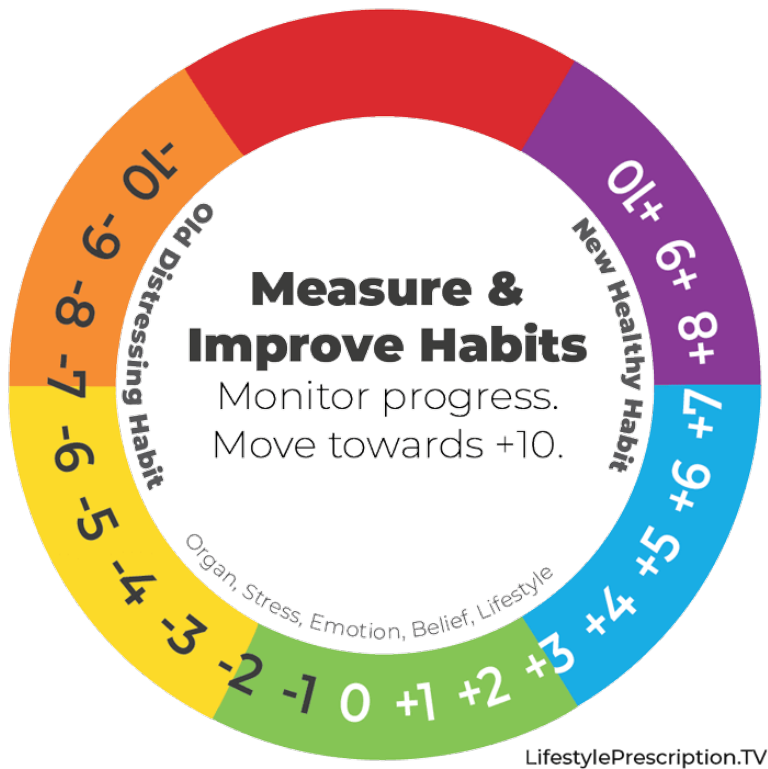 Measure &
Improve Habits
Monitor progress.
Move towards +10.
Old Distressing Habit
New Healthy Habit
Organ, Stress, Emotion, Belief, Lifestyle
-10 -9 -8 -7 -6 -5 -4 -3 -2 -1 0 +1 +2 +3 +4 +5 +6 +7 +8 +9 +10
LifestylePrescription.TV